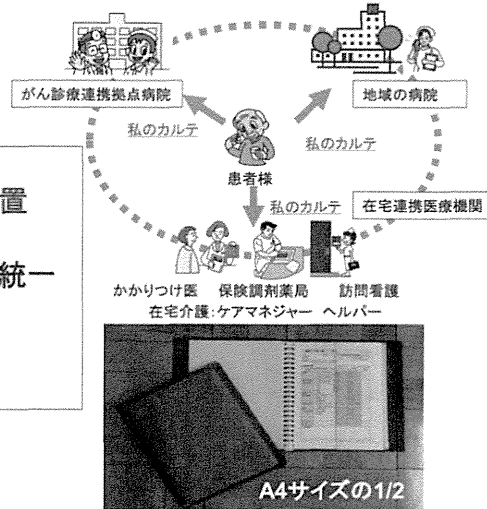 がん診療連携拠点病院
地域の病院
私のカルテ
私のカルテ
患者様
置
私のカルテ
在宅連携医療機関
統一
かかりつけ医 保険調剤薬局 訪問看護
在宅介護:ケアマネジャー ヘルパー
A4サイズの1/2